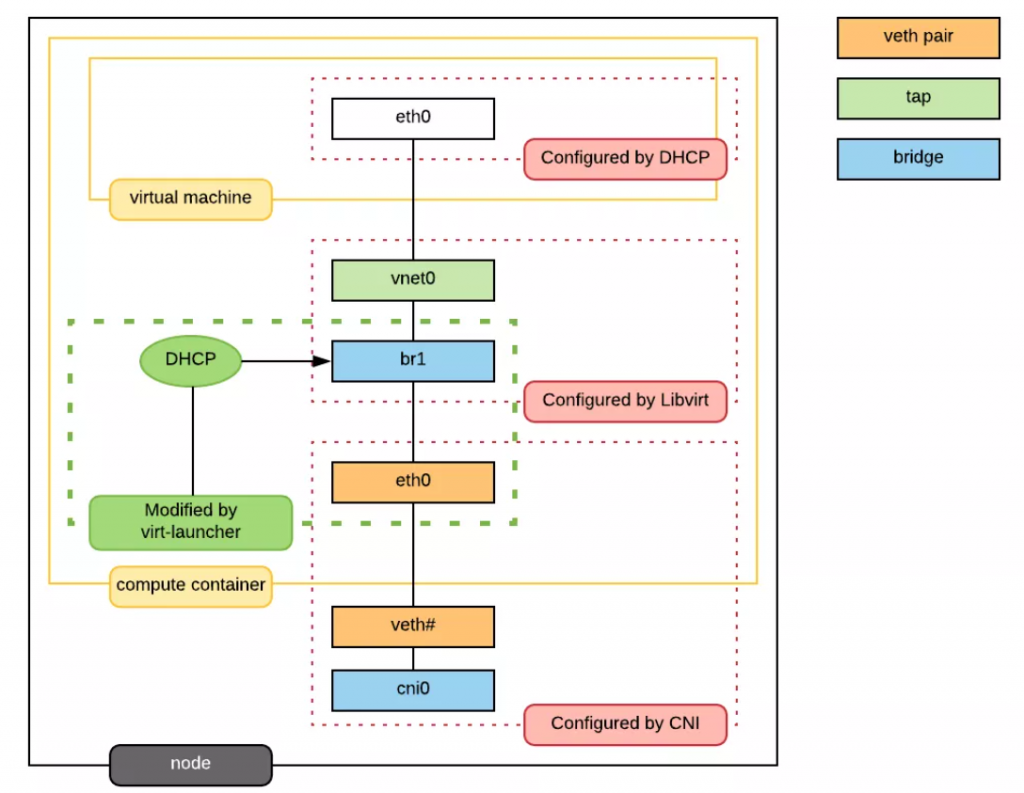 veth pair
eth0
tap
Configured by DHCP
bridge
virtual machine
vnet0
DHCP
br1
Configured by Libvirt
eth0
Modified by
virt-launcher
compute container
veth#
cni0
Configured by CNI
node